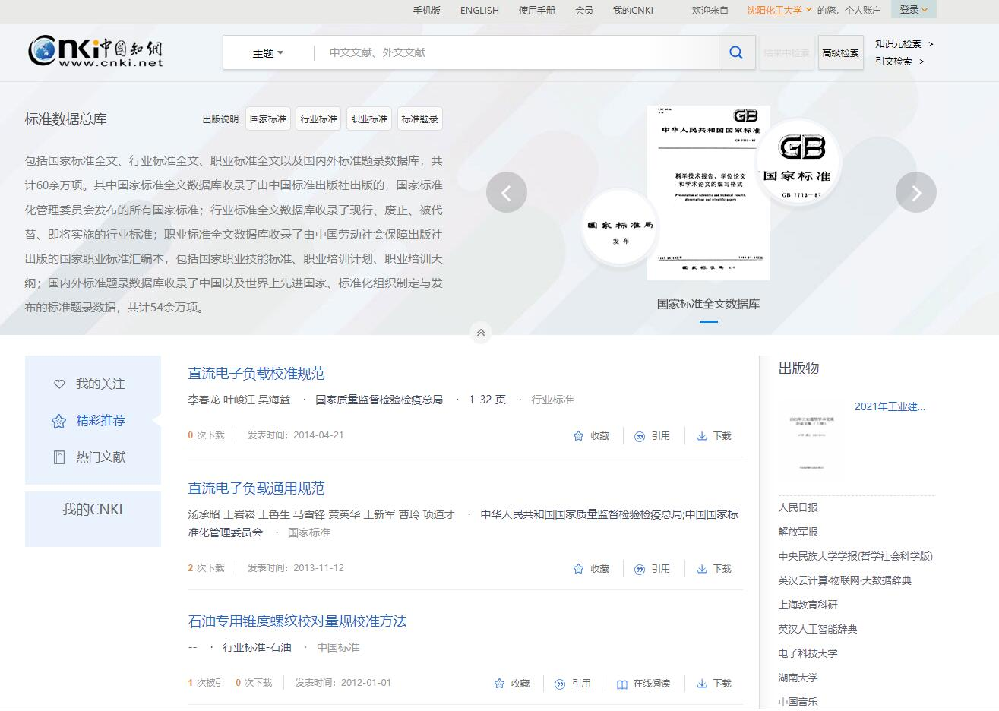 手机版 ENGLISH 使用手册 会员 我的CNKI 欢迎来自 沈阳化工大学 的您，个人账户 登录
Cnki中国知網
www.cnki.net
主题 中文文献、外文文献 结果中检索 高级检索
知识元检索 >
引文检索 >
标准数据总库 出版说明 国家标准 行业标准 职业标准 标准题录
包括国家标准全文、行业标准全文、职业标准全文以及国内外标准题录数据库，共
计60余万项。其中国家标准全文数据库收录了由中国标准出版社出版的，国家标准
化管理委员会发布的所有国家标准；行业标准全文数据库收录了现行、废止、被代
替、即将实施的行业标准；职业标准全文数据库收录了由中国劳动社会保障出版社
出版的国家职业标准汇编本，包括国家职业技能标准、职业培训计划、职业培训大
纲；国内外标准题录数据库收录了中国以及世界上先进国家、标准化组织制定与发
布的标准题录数据，共计54余万项。
GB
中华人民共和国国家标准
GB 7713-87
科学技术报告、学位论文
和学术论文的编写格式
Presentation of scientific and technical reports,
dissertations and scientific papers
国家标准局 发布
GB
国家标准
GB 7713-87
国家标准局
发布
国家标准全文数据库
我的关注
精彩推荐
热门文献
我的CNKI
直流电子负载校准规范
李春龙 叶峻江 吴海益 · 国家质量监督检验检疫总局 · 1-32 页 · 行业标准
0 次下载 发表时间：2014-04-21 收藏 引用 下载
直流电子负载通用规范
汤承昭 王岩崧 王鲁生 马雪锋 黄英华 王新军 曹玲 项道才 · 中华人民共和国国家质量监督检验检疫总局;中国国家标
准化管理委员会 · 国家标准
2 次下载 发表时间：2013-11-12 收藏 引用 下载
石油专用锥度螺纹校对量规校准方法
-- · 行业标准-石油 · 中国标准
1 次被引 0 次下载 发表时间：2012-01-01 收藏 引用 在线阅读 下载
出版物
2021年工业建...
人民日报
解放军报
中央民族大学学报(哲学社会科学版)
英汉云计算·物联网·大数据辞典
上海教育科研
英汉人工智能辞典
电子科技大学
湖南大学
中国音乐